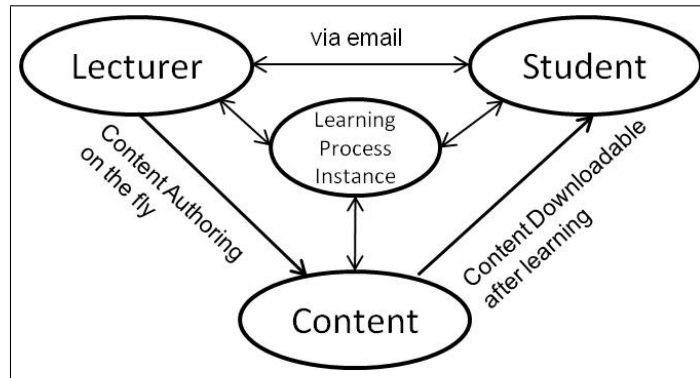 via email
Lecturer
Student
Learning
Process
Instance
Content Authoring
on the fly
Content Downloadable
after learning
Content